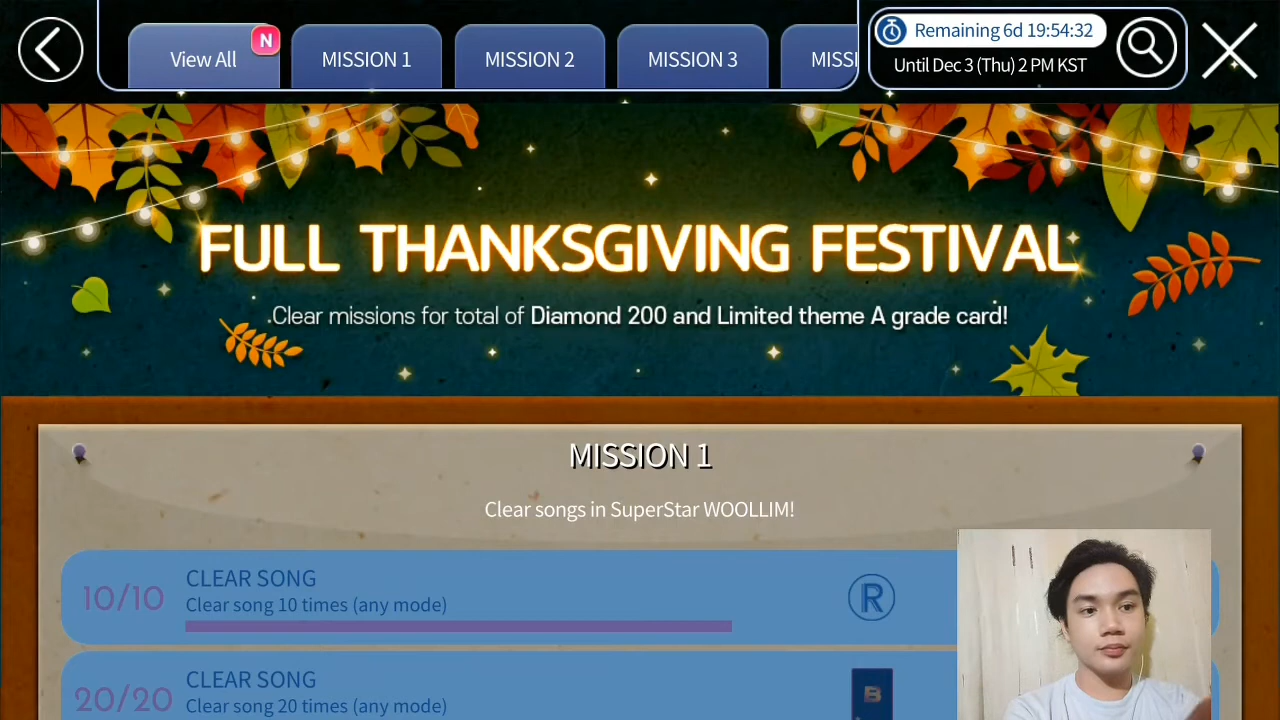 View All
N
MISSION 1
MISSION 2
MISSION 3
MISSI
Remaining 6d 19:54:32
Until Dec 3 (Thu) 2 PM KST
FULL THANKSGIVING FESTIVAL
Clear missions for total of Diamond 200 and Limited theme A grade card!
MISSION 1
Clear songs in SuperStar WOOLLIM!
10/10
CLEAR SONG
Clear song 10 times (any mode)
R
20/20
CLEAR SONG
Clear song 20 times (any mode)
B